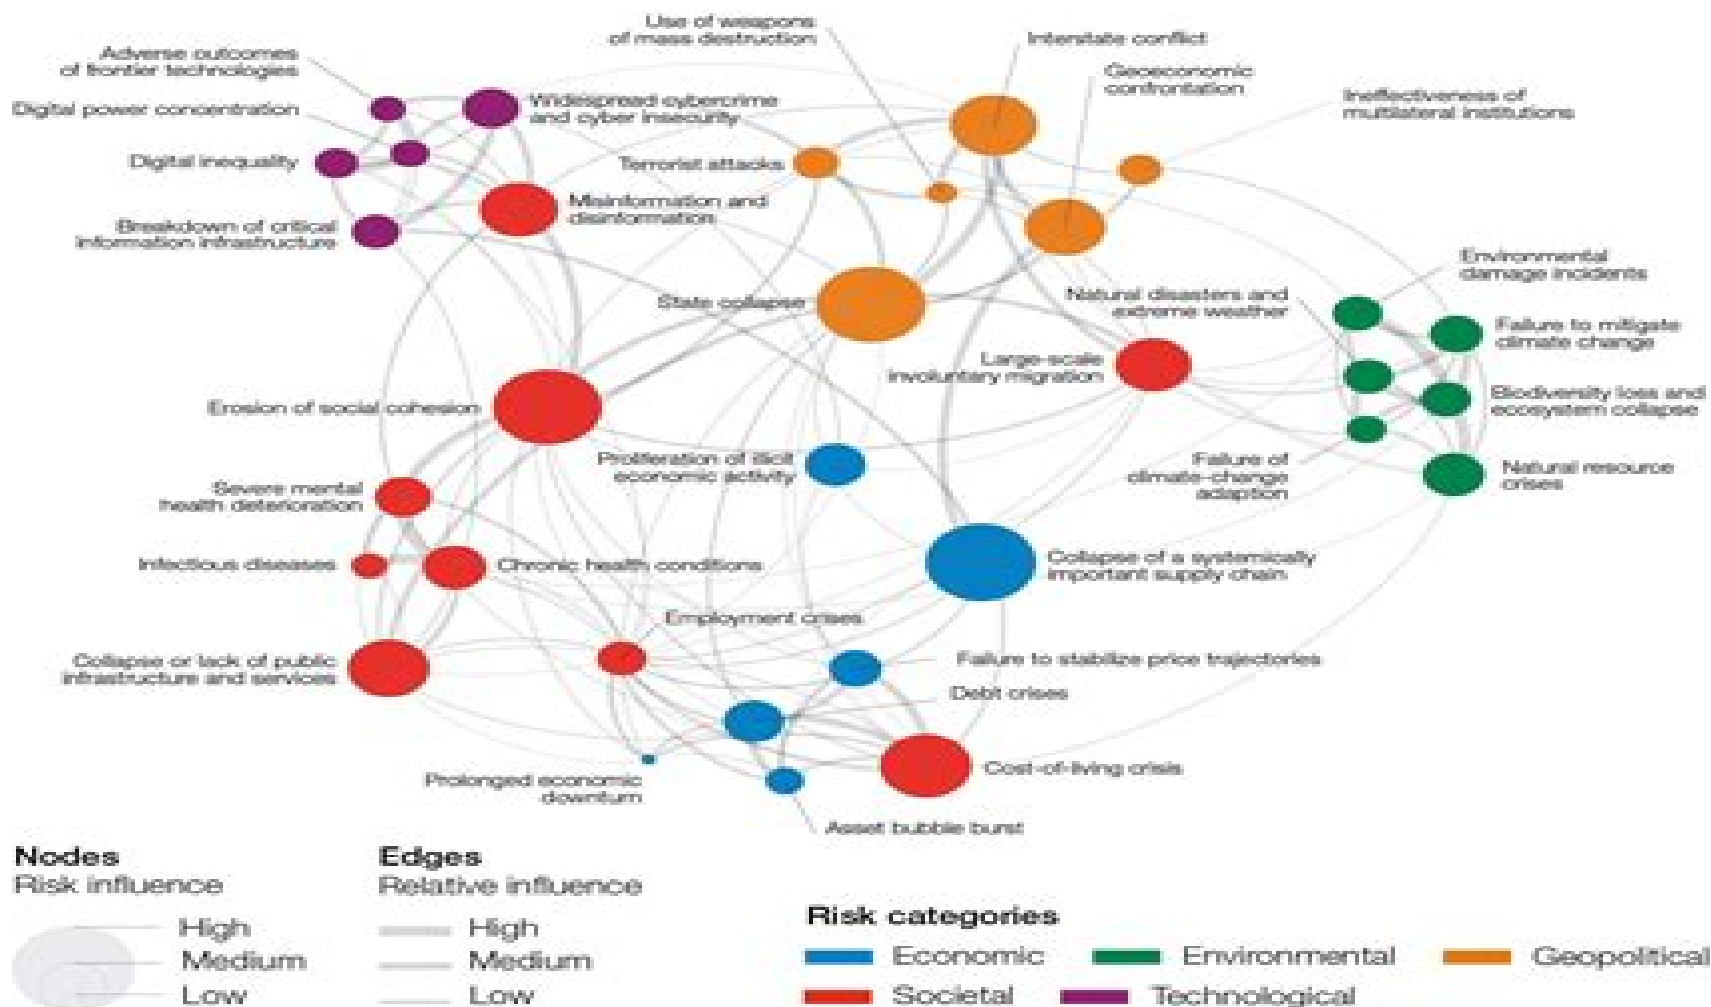 Use of weapons
of mass destruction
Interstate conflict
Adverse outcomes
of frontier technologies
Geoeconomic
confrontation
Digital power concentration
Widespread cybercrime
and cyber insecurity
Ineffectiveness of
multilateral institutions
Digital inequality
Terrorist attacks
Misinformation and
disinformation
Breakdown of critical
information infrastructure
Environmental
damage incidents
State collapse
Natural disasters and
extreme weather
Failure to mitigate
climate change
Large-scale
involuntary migration
Erosion of social cohesion
Biodiversity loss and
ecosystem collapse
Proliferation of illicit
economic activity
Failure of
climate-change
adaption
Natural resource
crises
Severe mental
health deterioration
Infectious diseases
Chronic health conditions
Collapse of a systemically
important supply chain
Employment crises
Collapse or lack of public
infrastructure and services
Failure to stabilize price trajectories
Debt crises
Prolonged economic
downturn
Cost-of-living crisis
Asset bubble burst
Nodes
Risk influence
High
Medium
Low
Edges
Relative influence
High
Medium
Low
Risk categories
Economic
Environmental
Geopolitical
Societal
Technological